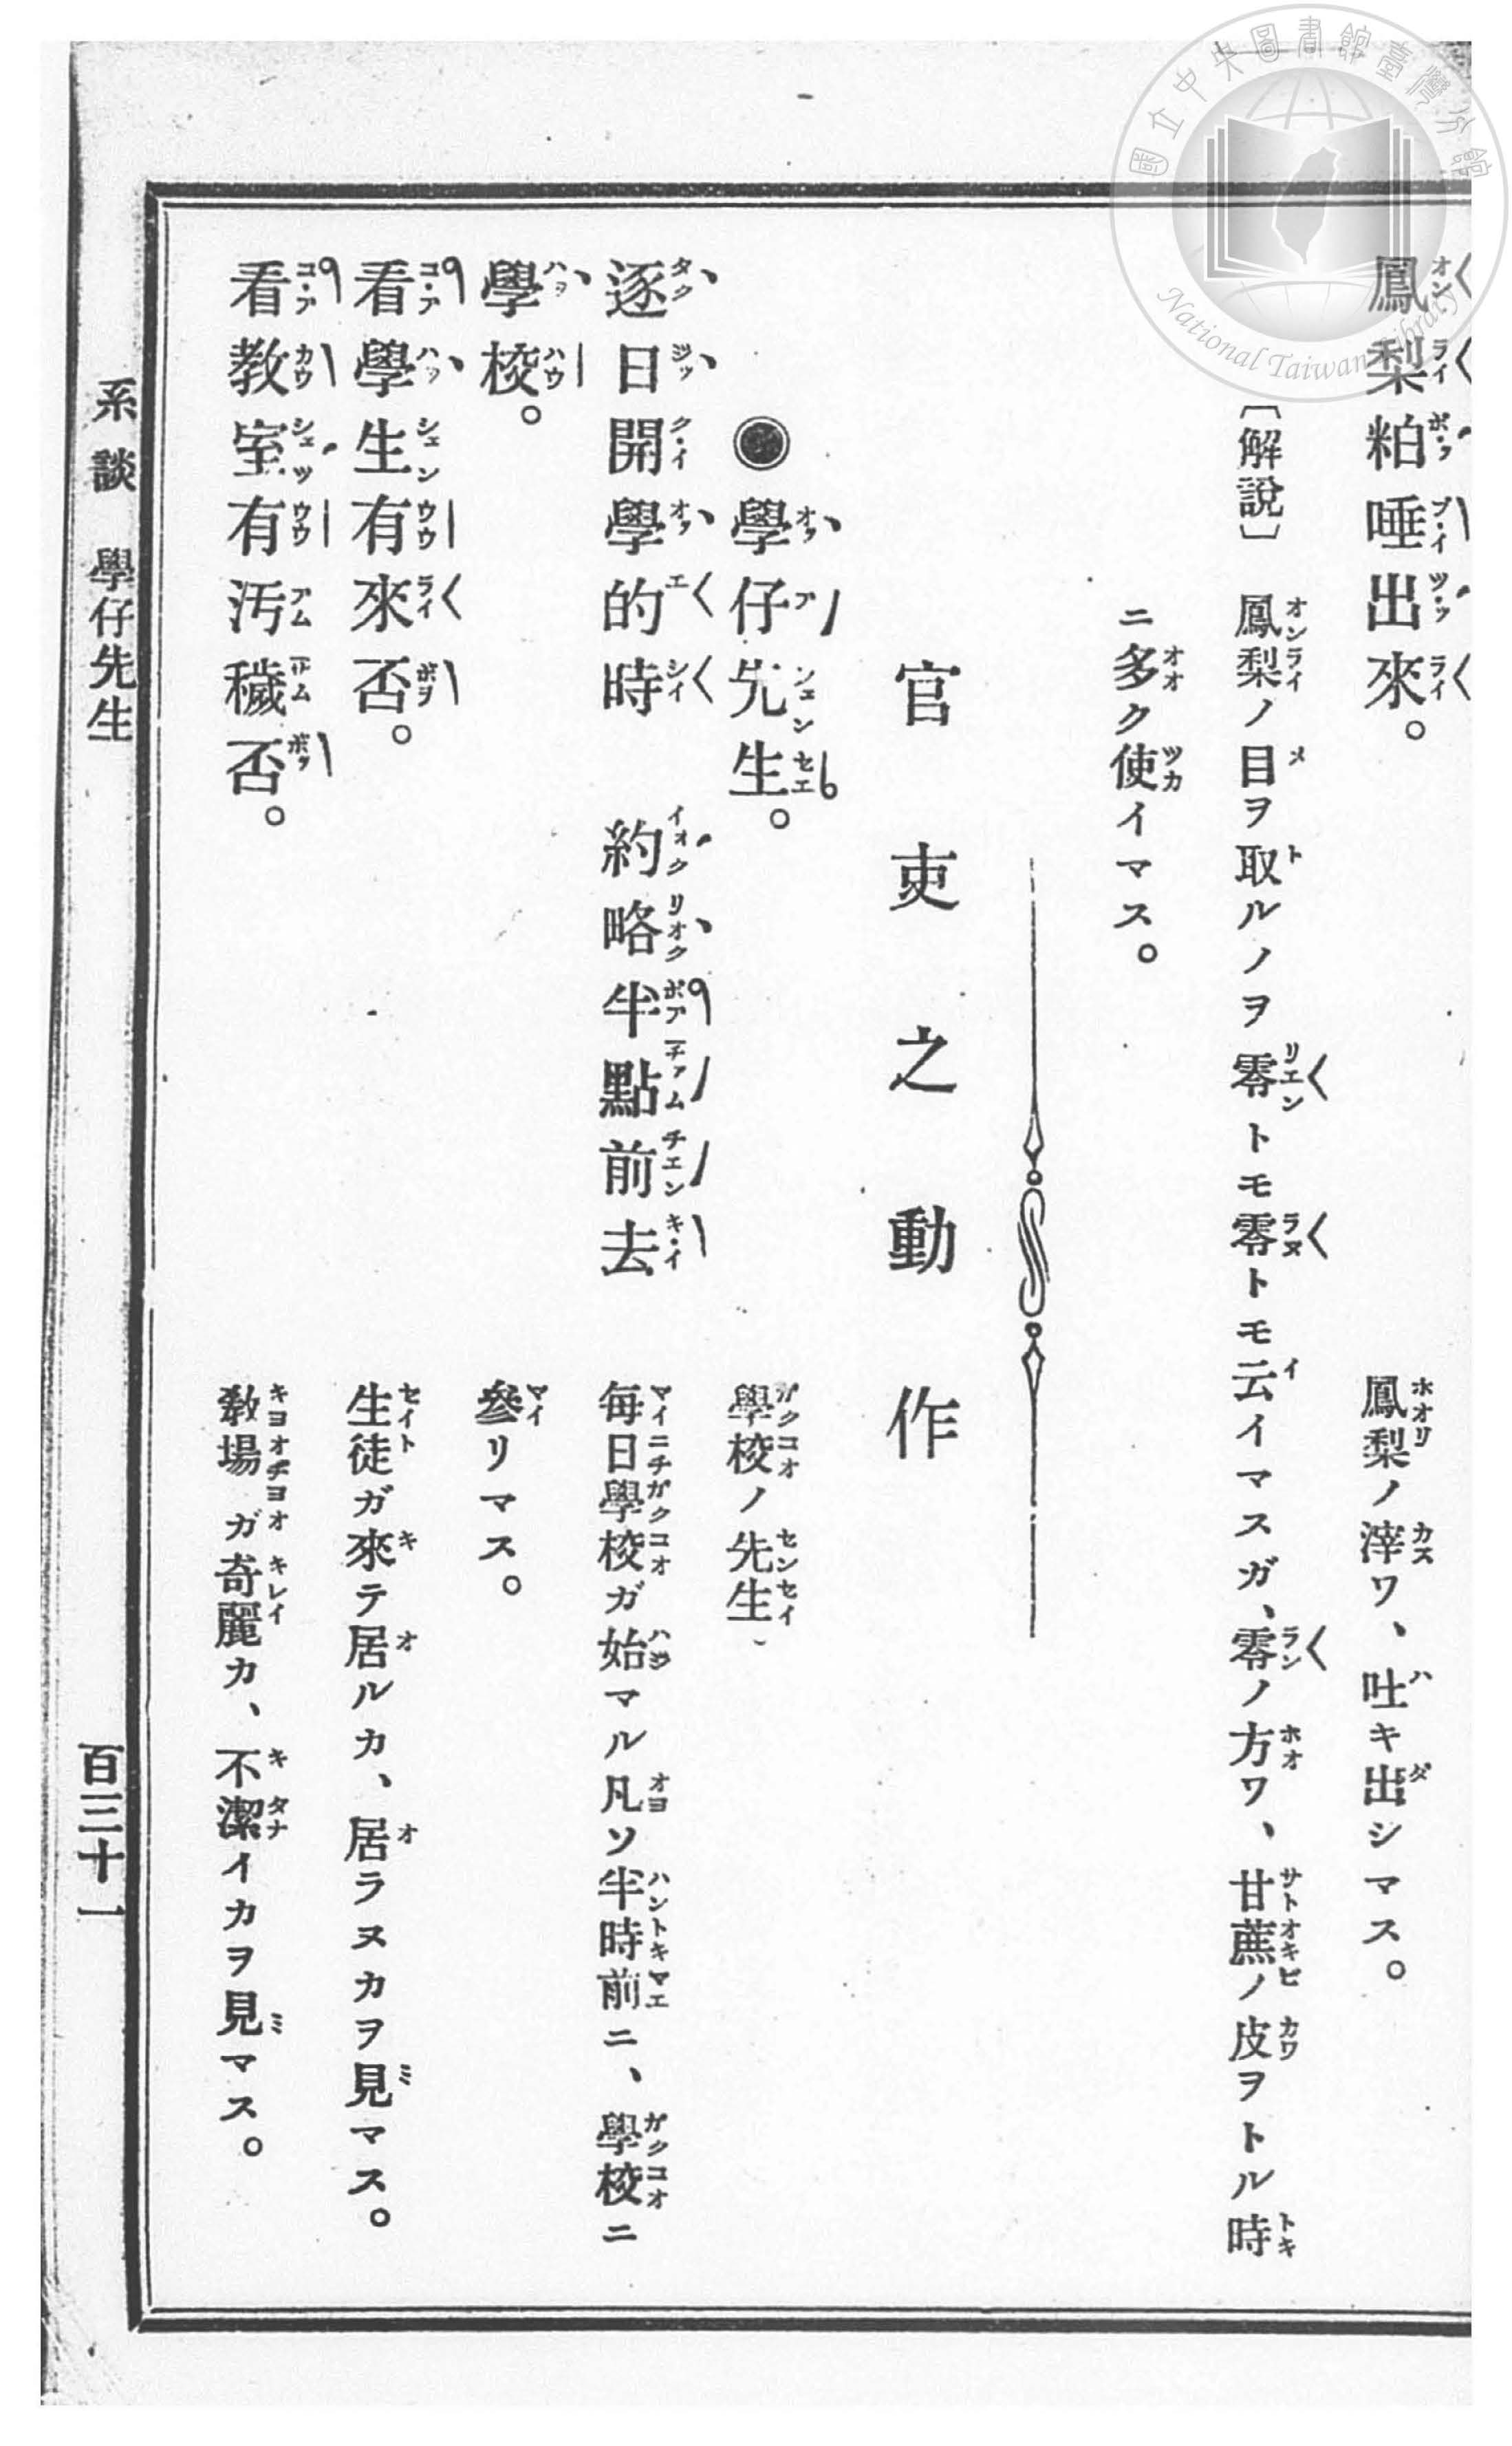 鳳梨粕唾出來。
鳳梨ノ滓ワ、吐キ出シマス。
〔解說〕 鳳梨ノ目ヲ取ルノヲ零トモ零トモ云イマスガ、零ノ方ワ、甘蔗ノ皮ヲトル時
ニ多ク使イマス。
官吏之動作
◉學仔先生。
學校ノ先生、
逐日開學的時 約略半點前去
學校。
每日學校ガ始マル凡ソ半時前ニ、學校ニ
參リマス。
看學生有來否。
生徒ガ來テ居ルカ、居ラヌカヲ見マス。
看教室有污穢否。
敎場ガ奇麗カ、不潔イカヲ見マス。
系談 學仔先生
百三十一
國立中央圖書館臺灣分館
National Taiwan Library